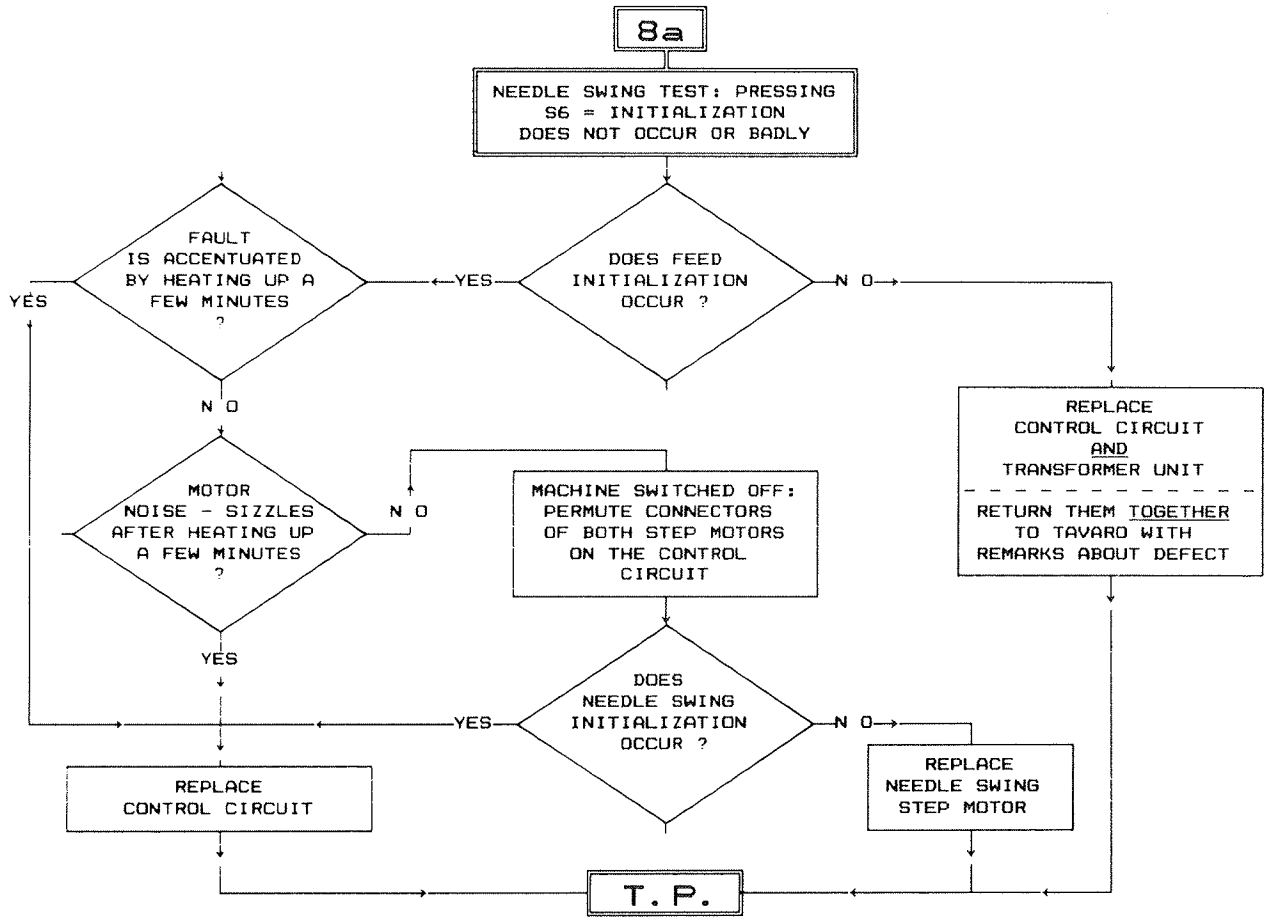 8a
NEEDLE SWING TEST: PRESSING
S6 = INITIALIZATION
DOES NOT OCCUR OR BADLY
FAULT
IS ACCENTUATED
BY HEATING UP A
FEW MINUTES
?
YES
YES
DOES FEED
INITIALIZATION
OCCUR ?
N O
N O
REPLACE
CONTROL CIRCUIT
AND
TRANSFORMER UNIT
RETURN THEM TOGETHER
TO TAVARO WITH
REMARKS ABOUT DEFECT
MOTOR
NOISE - SIZZLES
AFTER HEATING UP
A FEW MINUTES
?
N O
MACHINE SWITCHED OFF:
PERMUTE CONNECTORS
OF BOTH STEP MOTORS
ON THE CONTROL
CIRCUIT
YES
DOES
NEEDLE SWING
INITIALIZATION
OCCUR ?
YES
N O
REPLACE
CONTROL CIRCUIT
REPLACE
NEEDLE SWING
STEP MOTOR
T.P.